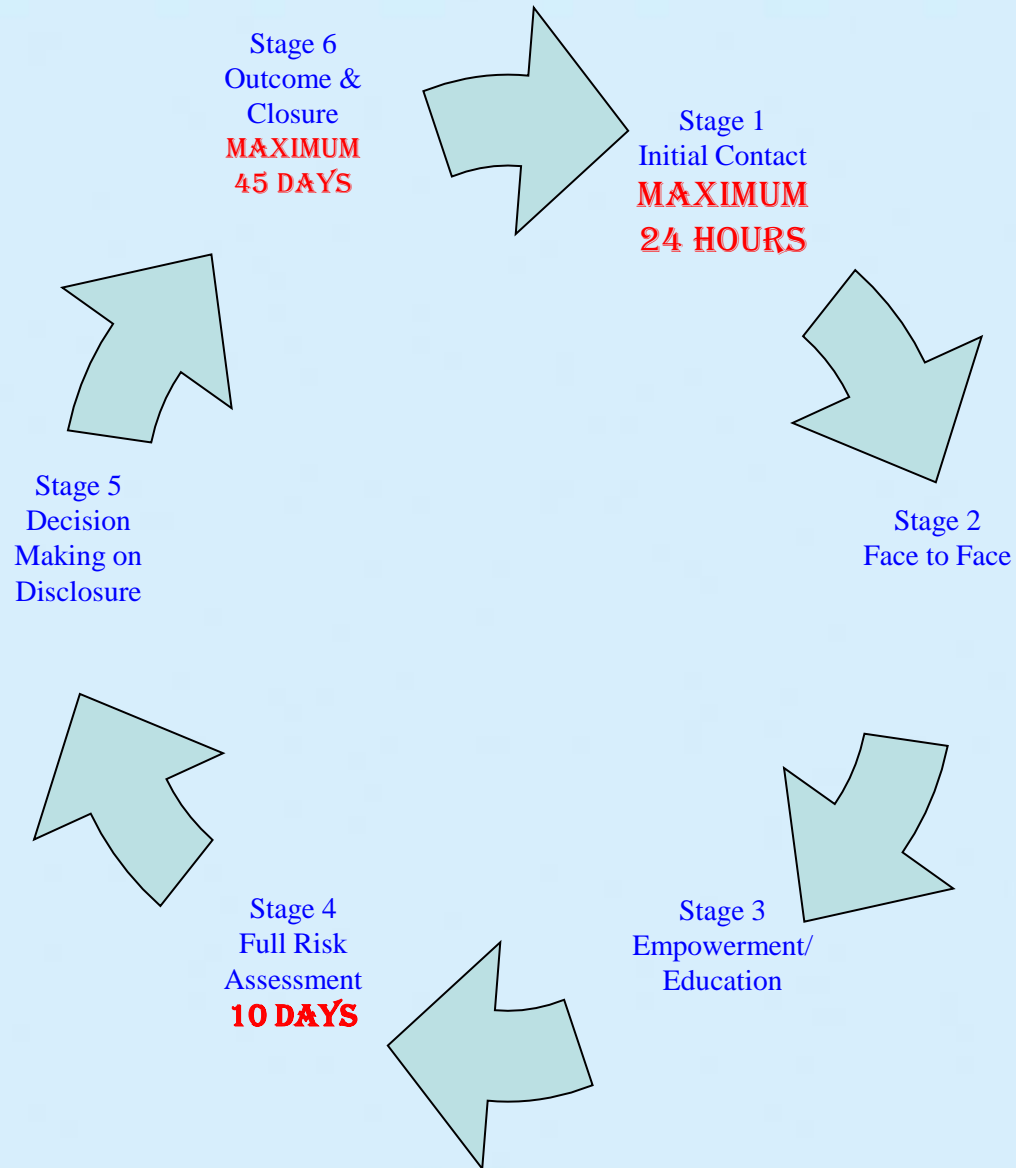 Stage 1
Initial Contact
MAXIMUM
24 HOURS
Stage 2
Face to Face
Stage 3
Empowerment/
Education
Stage 4
Full Risk
Assessment
10 DAYS
Stage 5
Decision
Making on
Disclosure
Stage 6
Outcome &
Closure
MAXIMUM
45 DAYS